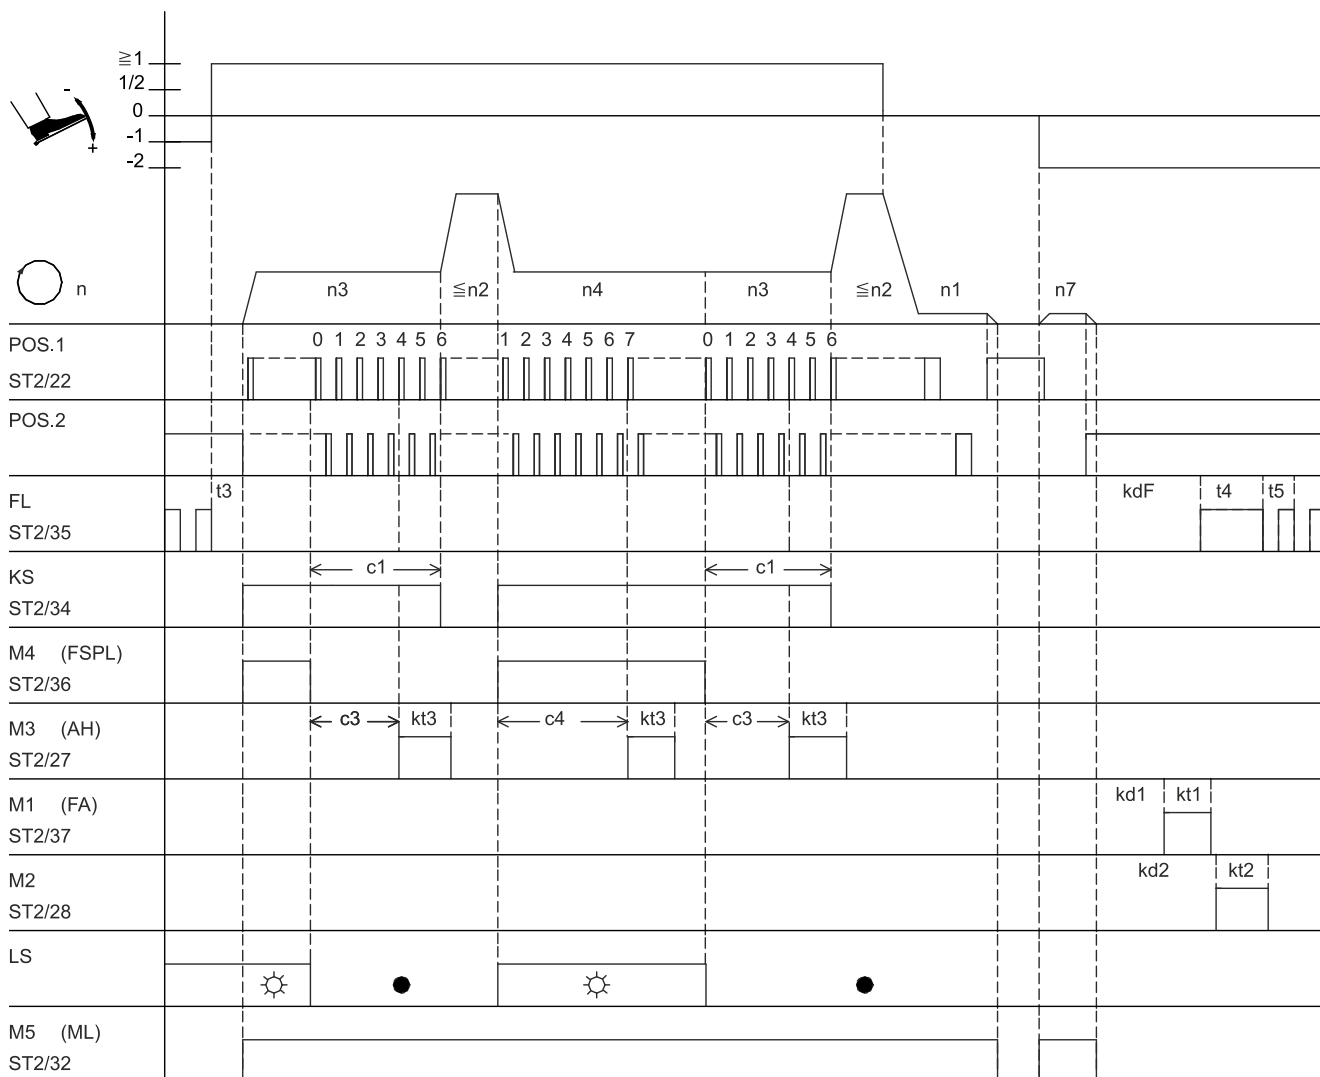 ≧1
1/2
0
-1
-2
-
+
n
n3 ≦n2 n4 n3 ≦n2 n1 n7
POS.1
0 1 2 3 4 5 6 1 2 3 4 5 6 7 0 1 2 3 4 5 6
ST2/22
POS.2
FL
t3 kdF t4 t5
ST2/35
KS
c1 c1
ST2/34
M4 (FSPL)
ST2/36
M3 (AH)
c3 kt3 c4 kt3 c3 kt3
ST2/27
M1 (FA)
kd1 kt1
ST2/37
M2
kd2 kt2
ST2/28
LS
M5 (ML)
ST2/32